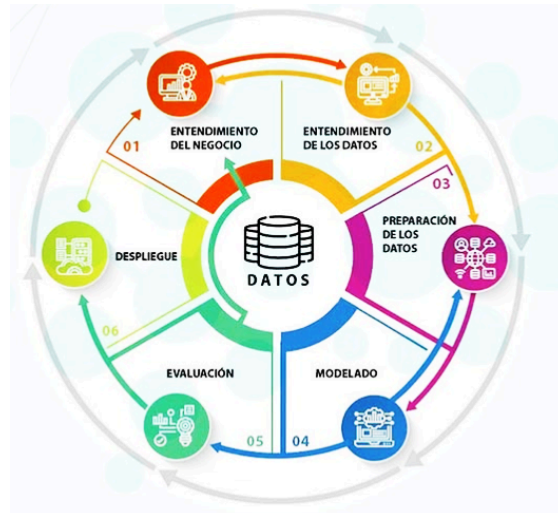 01
ENTENDIMIENTO
DEL NEGOCIO
ENTENDIMIENTO
DE LOS DATOS
02
03
PREPARACIÓN
DE LOS
DATOS
DATOS
DESPLIEGUE
06
EVALUACIÓN
MODELADO
05
04